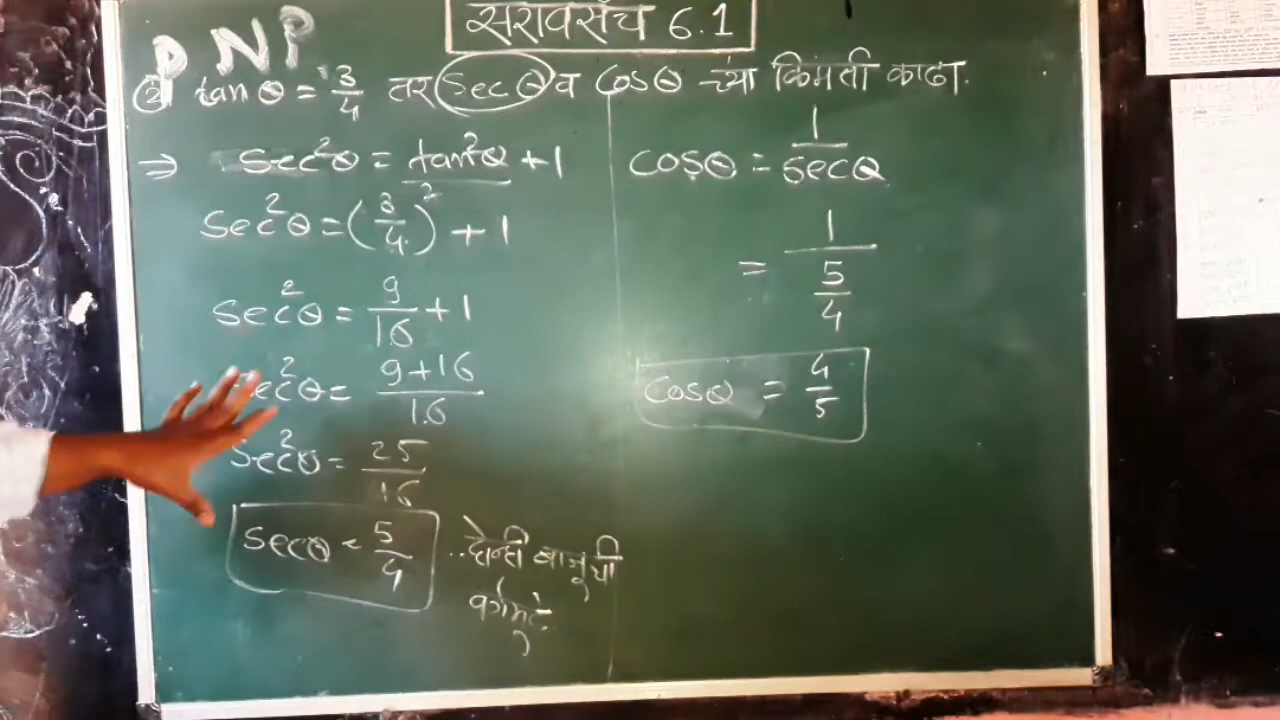 सरावसंच 6.1
DNP
② tan θ = 3/4 तर secθ व cosθ च्या किमती काढा.
⇒ sec²θ = tan²θ + 1
sec²θ = (3/4)² + 1
sec²θ = 9/16 + 1
sec²θ = 9+16/16
sec²θ = 25/16
secθ = 5/4 ..दोन्ही बाजूची
वर्गमुळे
cosθ = 1/secθ
= 1/(5/4)
cosθ = 4/5